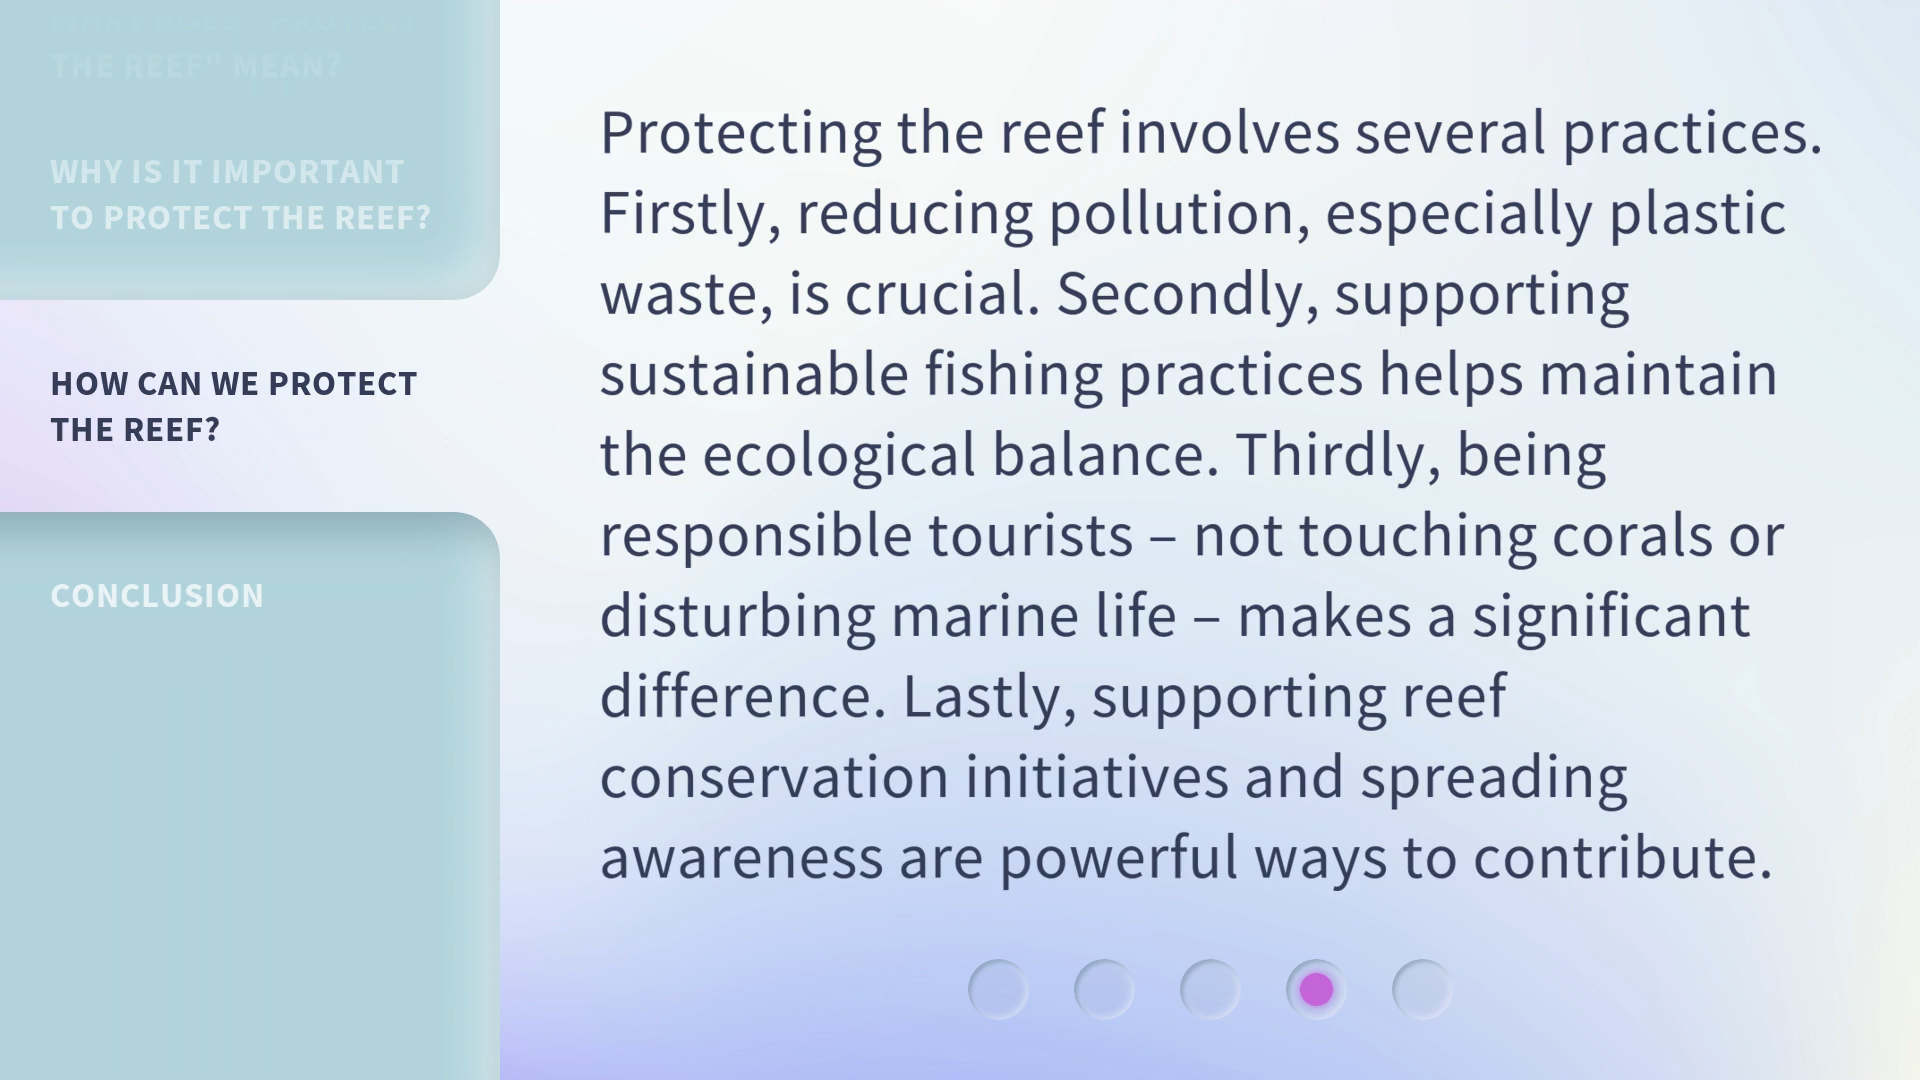 THE REEF" MEAN?
WHY IS IT IMPORTANT
TO PROTECT THE REEF?
HOW CAN WE PROTECT
THE REEF?
CONCLUSION
Protecting the reef involves several practices.
Firstly, reducing pollution, especially plastic
waste, is crucial. Secondly, supporting
sustainable fishing practices helps maintain
the ecological balance. Thirdly, being
responsible tourists – not touching corals or
disturbing marine life – makes a significant
difference. Lastly, supporting reef
conservation initiatives and spreading
awareness are powerful ways to contribute.